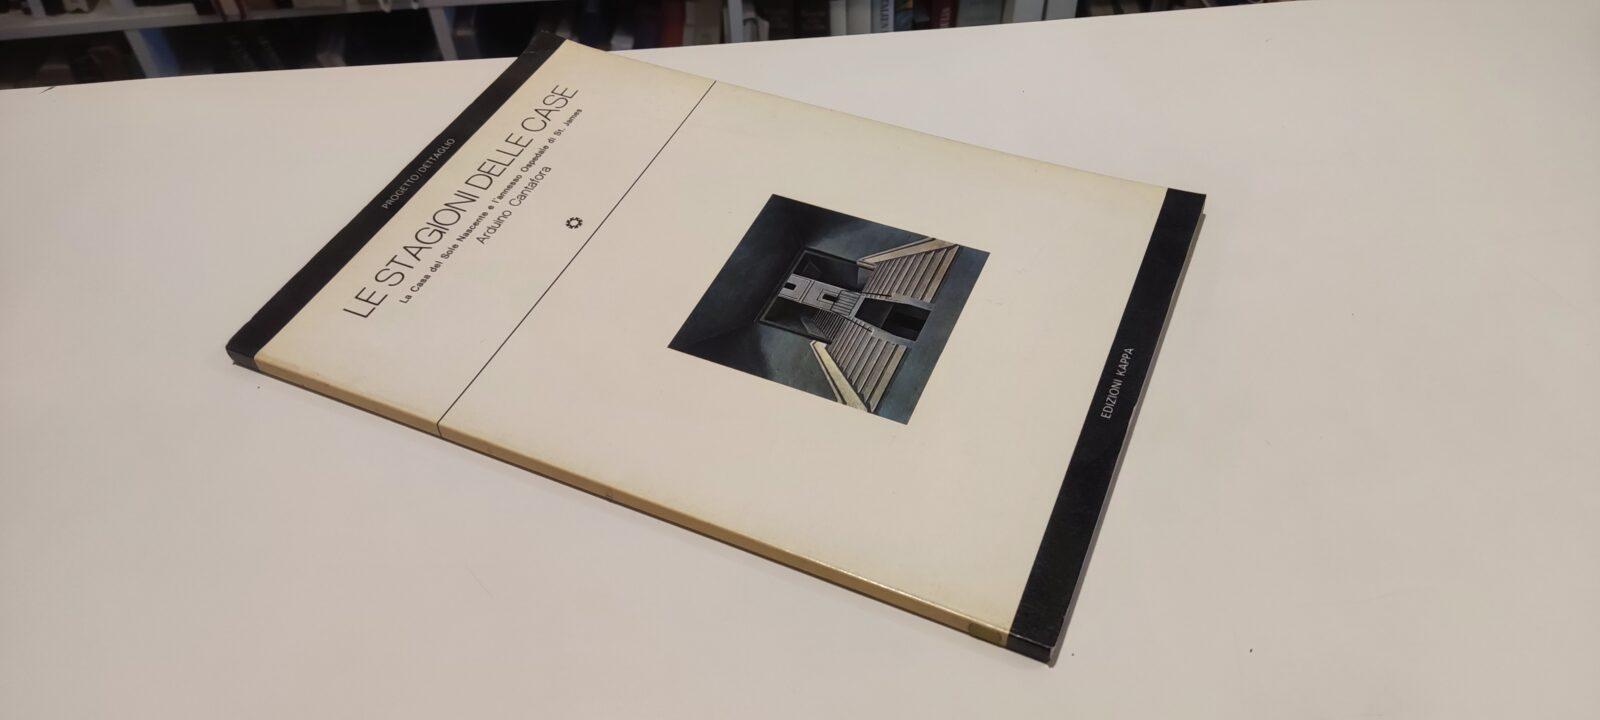 PROGETTO/DETTAGLIO
LE STAGIONI DELLE CASE
La Casa del Sole Nascente e l'annesso Ospedale di St. James
Arduino Cantafora
EDIZIONI KAPPA